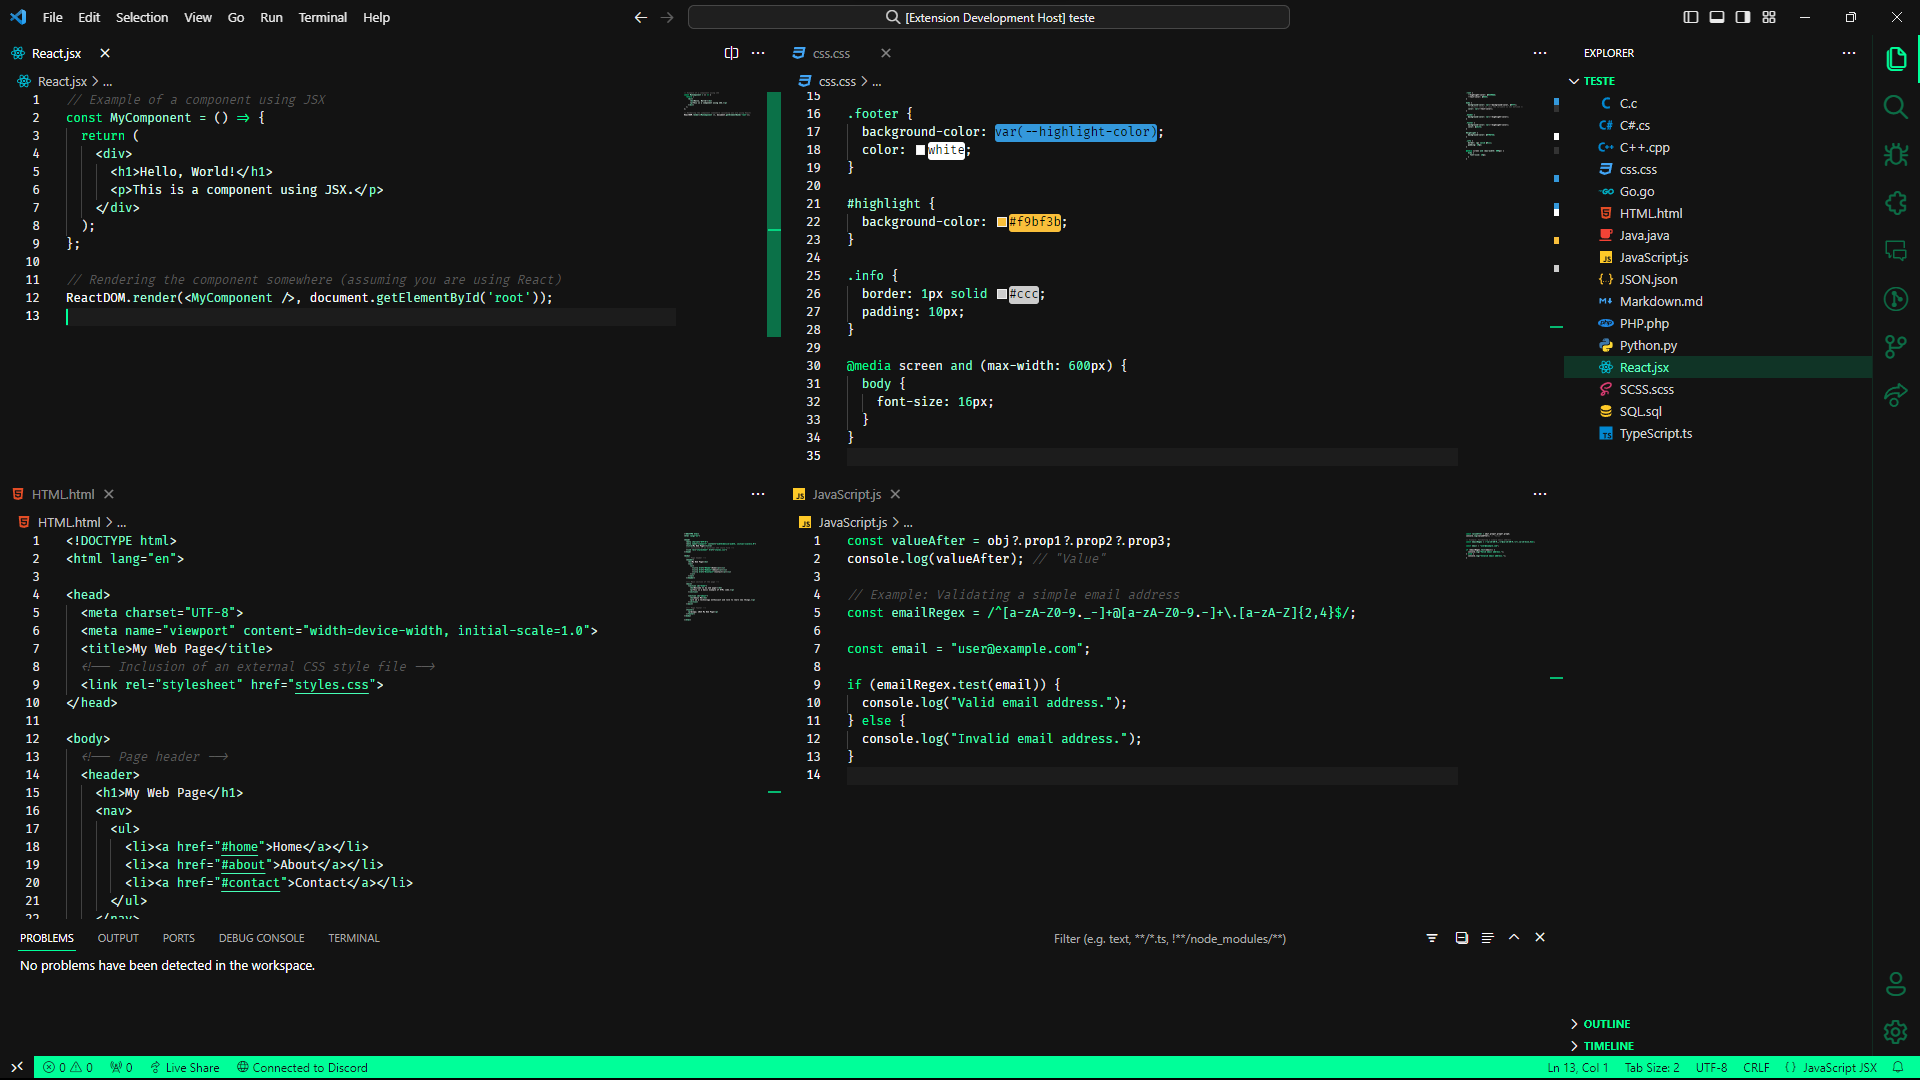 File Edit Selection View Go Run Terminal Help
[Extension Development Host] teste
React.jsx
React.jsx > ...
1 // Example of a component using JSX
2 const MyComponent = () => {
3 return (
4 <div>
5 <h1>Hello, World!</h1>
6 <p>This is a component using JSX.</p>
7 </div>
8 );
9 };
10
11 // Rendering the component somewhere (assuming you are using React)
12 ReactDOM.render(<MyComponent />, document.getElementById('root'));
13
css.css
css.css > ...
15
16 .footer {
17 background-color: var(--highlight-color);
18 color: white;
19 }
20
21 #highlight {
22 background-color: #f9bf3b;
23 }
24
25 .info {
26 border: 1px solid #ccc;
27 padding: 10px;
28 }
29
30 @media screen and (max-width: 600px) {
31 body {
32 font-size: 16px;
33 }
34 }
35
HTML.html
HTML.html > ...
1 <!DOCTYPE html>
2 <html lang="en">
3
4 <head>
5 <meta charset="UTF-8">
6 <meta name="viewport" content="width=device-width, initial-scale=1.0">
7 <title>My Web Page</title>
8 <!-- Inclusion of an external CSS style file -->
9 <link rel="stylesheet" href="styles.css">
10 </head>
11
12 <body>
13 <!-- Page header -->
14 <header>
15 <h1>My Web Page</h1>
16 <nav>
17 <ul>
18 <li><a href="#home">Home</a></li>
19 <li><a href="#about">About</a></li>
20 <li><a href="#contact">Contact</a></li>
21 </ul>
22 </nav>
JavaScript.js
JavaScript.js > ...
1 const valueAfter = obj?.prop1?.prop2?.prop3;
2 console.log(valueAfter); // "Value"
3
4 // Example: Validating a simple email address
5 const emailRegex = /^[a-zA-Z0-9._-]+@[a-zA-Z0-9.-]+\.[a-zA-Z]{2,4}$/;
6
7 const email = "user@example.com";
8
9 if (emailRegex.test(email)) {
10 console.log("Valid email address.");
11 } else {
12 console.log("Invalid email address.");
13 }
14
EXPLORER
TESTE
C.c
C#.cs
C++.cpp
css.css
Go.go
HTML.html
Java.java
JavaScript.js
JSON.json
Markdown.md
PHP.php
Python.py
React.jsx
SCSS.scss
SQL.sql
TypeScript.ts
OUTLINE
TIMELINE
PROBLEMS OUTPUT PORTS DEBUG CONSOLE TERMINAL
Filter (e.g. text, **/*.ts, !**/node_modules/**)
No problems have been detected in the workspace.
0 0 0 Live Share Connected to Discord
Ln 13, Col 1 Tab Size: 2 UTF-8 CRLF {} JavaScript JSX